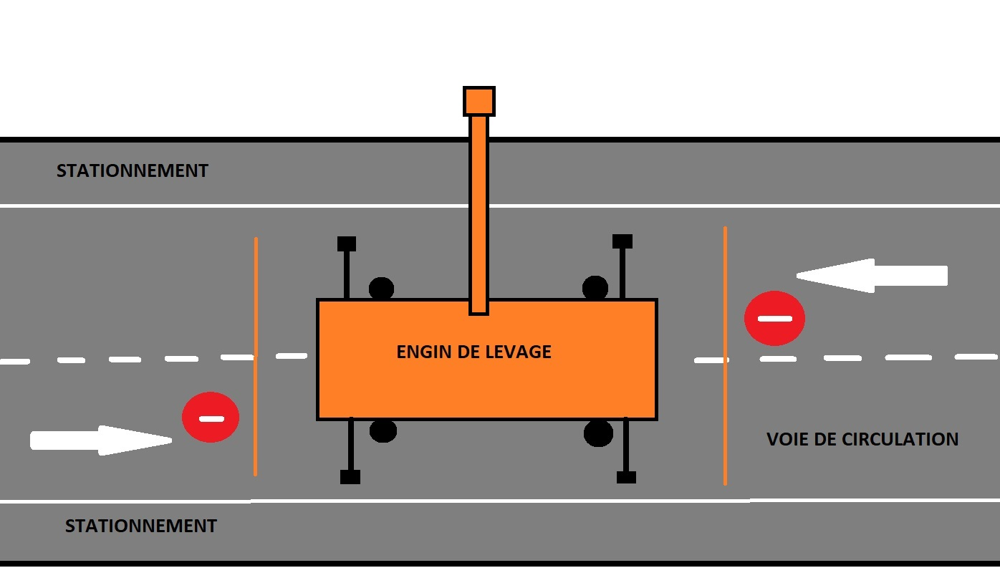 STATIONNEMENT
ENGIN DE LEVAGE
VOIE DE CIRCULATION
STATIONNEMENT